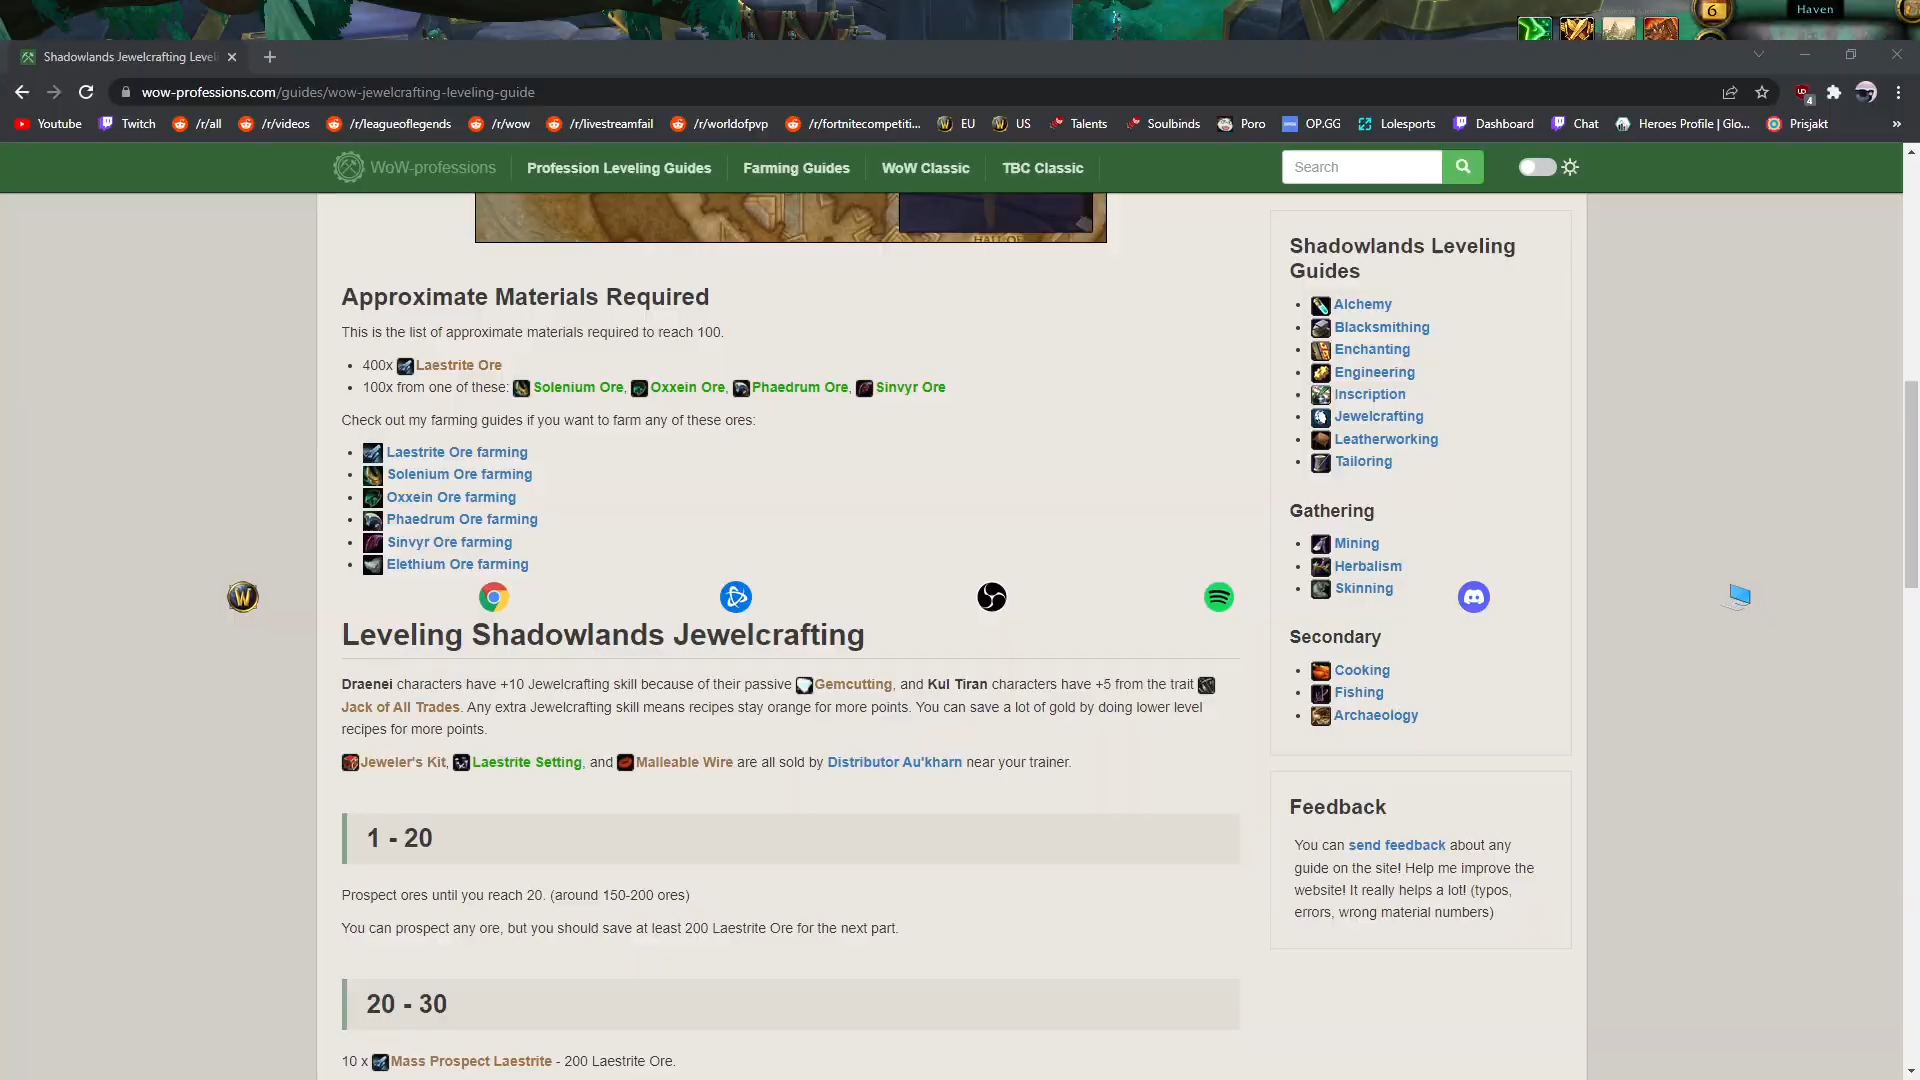 6
Haven
Shadowlands Jewelcrafting Level
wow-professions.com/guides/wow-jewelcrafting-leveling-guide
4
Youtube
Twitch
/r/all
/r/videos
/r/leagueoflegends
/r/wow
/r/livestreamfail
/r/worldofpvp
/r/fortnitecompetiti...
EU
US
Talents
Soulbinds
Poro
OP.GG
Lolesports
Dashboard
Chat
Heroes Profile | Glo...
Prisjakt
»
WoW-professions
Profession Leveling Guides
Farming Guides
WoW Classic
TBC Classic
Search
HALL OF
Approximate Materials Required
This is the list of approximate materials required to reach 100.
• 400x Laestrite Ore
• 100x from one of these: Solenium Ore, Oxxein Ore, Phaedrum Ore, Sinvyr Ore
Check out my farming guides if you want to farm any of these ores:
• Laestrite Ore farming
• Solenium Ore farming
• Oxxein Ore farming
• Phaedrum Ore farming
• Sinvyr Ore farming
• Elethium Ore farming
Leveling Shadowlands Jewelcrafting
Draenei characters have +10 Jewelcrafting skill because of their passive Gemcutting, and Kul Tiran characters have +5 from the trait
Jack of All Trades. Any extra Jewelcrafting skill means recipes stay orange for more points. You can save a lot of gold by doing lower level
recipes for more points.
Jeweler's Kit, Laestrite Setting, and Malleable Wire are all sold by Distributor Au'kharn near your trainer.
1 - 20
Prospect ores until you reach 20. (around 150-200 ores)
You can prospect any ore, but you should save at least 200 Laestrite Ore for the next part.
20 - 30
10 x Mass Prospect Laestrite - 200 Laestrite Ore.
Shadowlands Leveling
Guides
• Alchemy
• Blacksmithing
• Enchanting
• Engineering
• Inscription
• Jewelcrafting
• Leatherworking
• Tailoring
Gathering
• Mining
• Herbalism
• Skinning
Secondary
• Cooking
• Fishing
• Archaeology
Feedback
You can send feedback about any
guide on the site! Help me improve the
website! It really helps a lot! (typos,
errors, wrong material numbers)